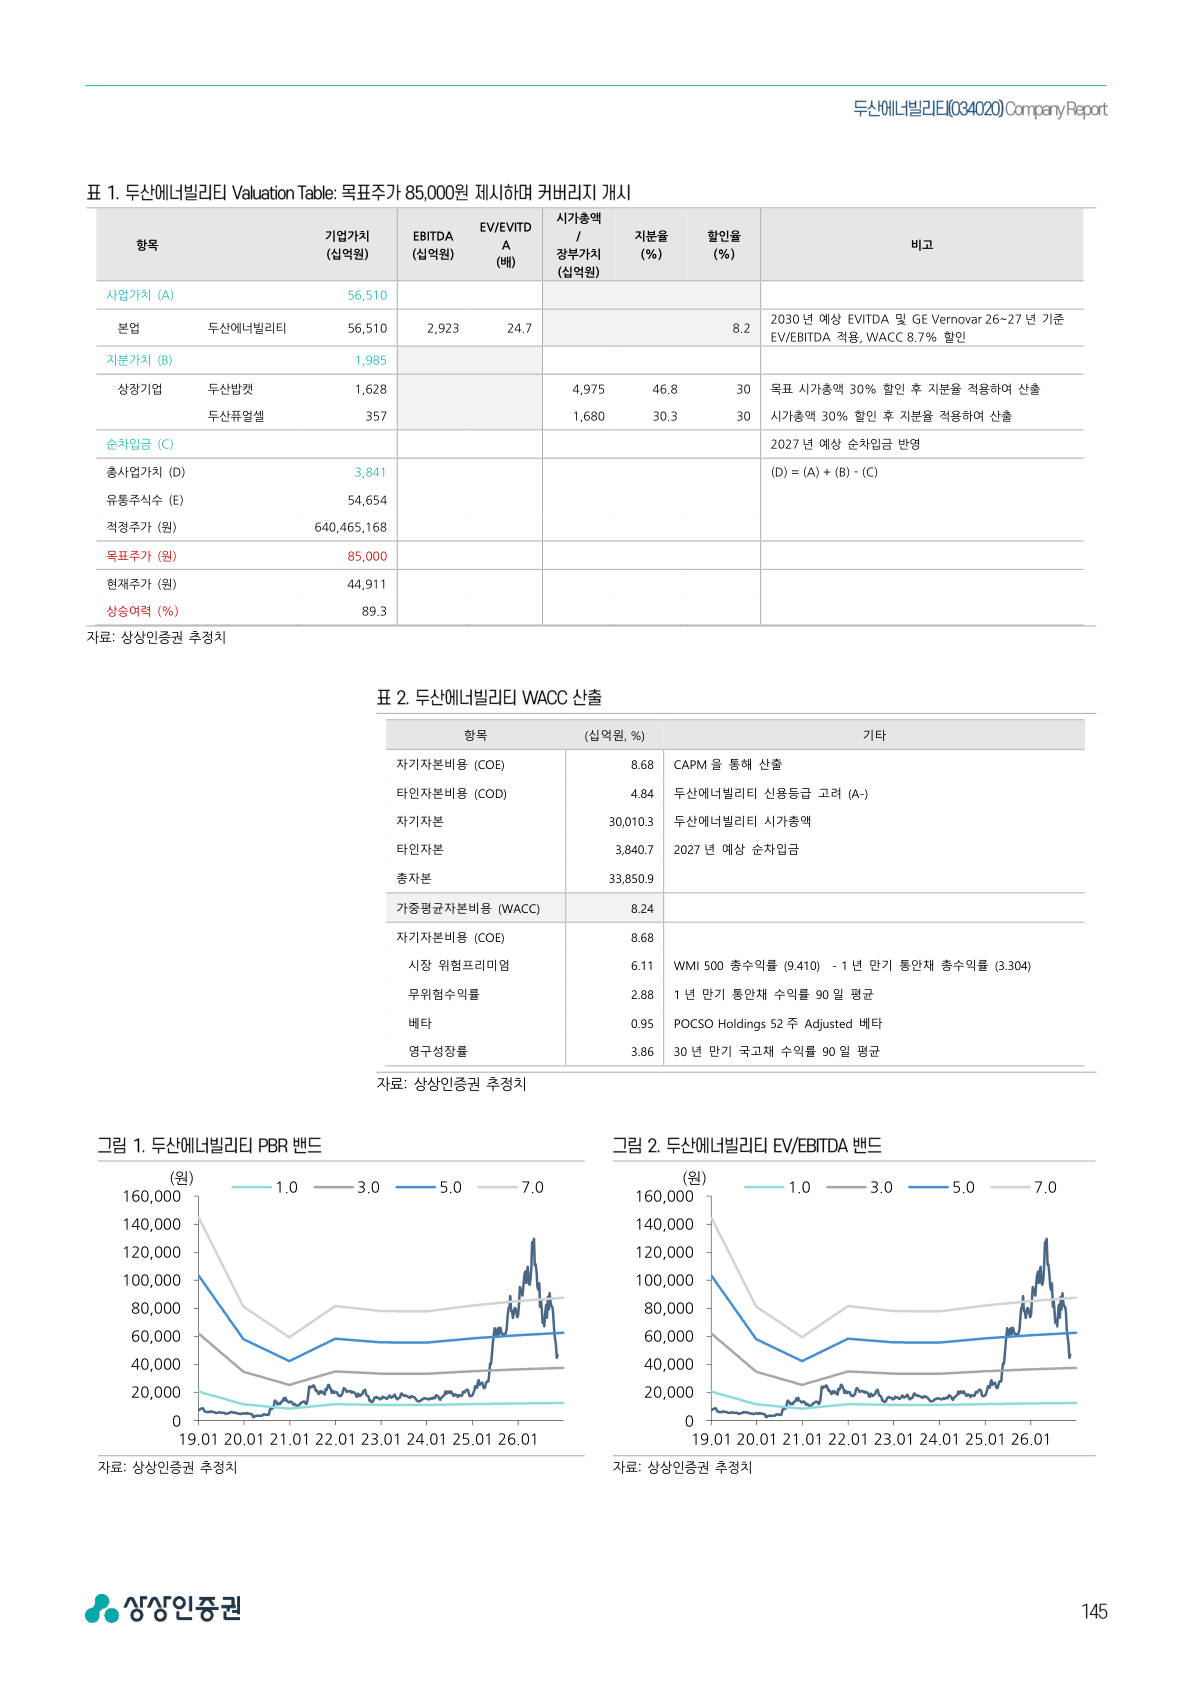 두산에너빌리티(034020) Company Report
표 1. 두산에너빌리티 Valuation Table: 목표주가 85,000원 제시하며 커버리지 개시
항목 기업가치 (십억원) EBITDA (십억원) EV/EVITDA (배) 시가총액 / 장부가치 (십억원) 지분율 (%) 할인율 (%) 비고
사업가치 (A) 56,510
본업 두산에너빌리티 56,510 2,923 24.7 8.2 2030년 예상 EVITDA 및 GE Vernovar 26~27년 기준
EV/EBITDA 적용, WACC 8.7% 할인
지분가치 (B) 1,985
상장기업 두산밥캣 1,628 4,975 46.8 30 목표 시가총액 30% 할인 후 지분율 적용하여 산출
두산퓨얼셀 357 1,680 30.3 30 시가총액 30% 할인 후 지분율 적용하여 산출
순차입금 (C) 2027년 예상 순차입금 반영
총사업가치 (D) 3,841 (D) = (A) + (B) - (C)
유통주식수 (E) 54,654
적정주가 (원) 640,465,168
목표주가 (원) 85,000
현재주가 (원) 44,911
상승여력 (%) 89.3
자료: 상상인증권 추정치
표 2. 두산에너빌리티 WACC 산출
항목 (십억원, %) 기타
자기자본비용 (COE) 8.68 CAPM을 통해 산출
타인자본비용 (COD) 4.84 두산에너빌리티 신용등급 고려 (A-)
자기자본 30,010.3 두산에너빌리티 시가총액
타인자본 3,840.7 2027년 예상 순차입금
총자본 33,850.9
가중평균자본비용 (WACC) 8.24
자기자본비용 (COE) 8.68
시장 위험프리미엄 6.11 WMI 500 총수익률 (9.410) - 1년 만기 통안채 총수익률 (3.304)
무위험수익률 2.88 1년 만기 통안채 수익률 90일 평균
베타 0.95 POCSO Holdings 52주 Adjusted 베타
영구성장률 3.86 30년 만기 국고채 수익률 90일 평균
자료: 상상인증권 추정치
그림 1. 두산에너빌리티 PBR 밴드
(원) 1.0 3.0 5.0 7.0
160,000
140,000
120,000
100,000
80,000
60,000
40,000
20,000
0
19.01 20.01 21.01 22.01 23.01 24.01 25.01 26.01
자료: 상상인증권 추정치
그림 2. 두산에너빌리티 EV/EBITDA 밴드
(원) 1.0 3.0 5.0 7.0
160,000
140,000
120,000
100,000
80,000
60,000
40,000
20,000
0
19.01 20.01 21.01 22.01 23.01 24.01 25.01 26.01
자료: 상상인증권 추정치
상상인증권
145